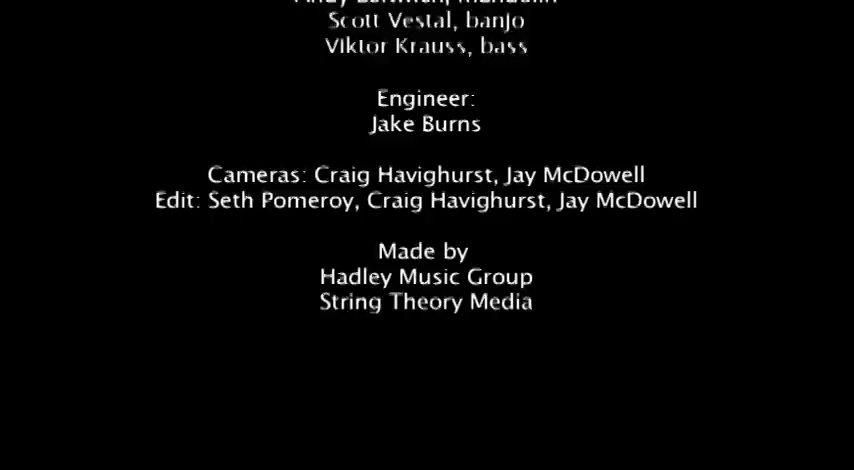 Scott Vestal, banjo
Viktor Krauss, bass
Engineer:
Jake Burns
Cameras: Craig Havighurst, Jay McDowell
Edit: Seth Pomeroy, Craig Havighurst, Jay McDowell
Made by
Hadley Music Group
String Theory Media